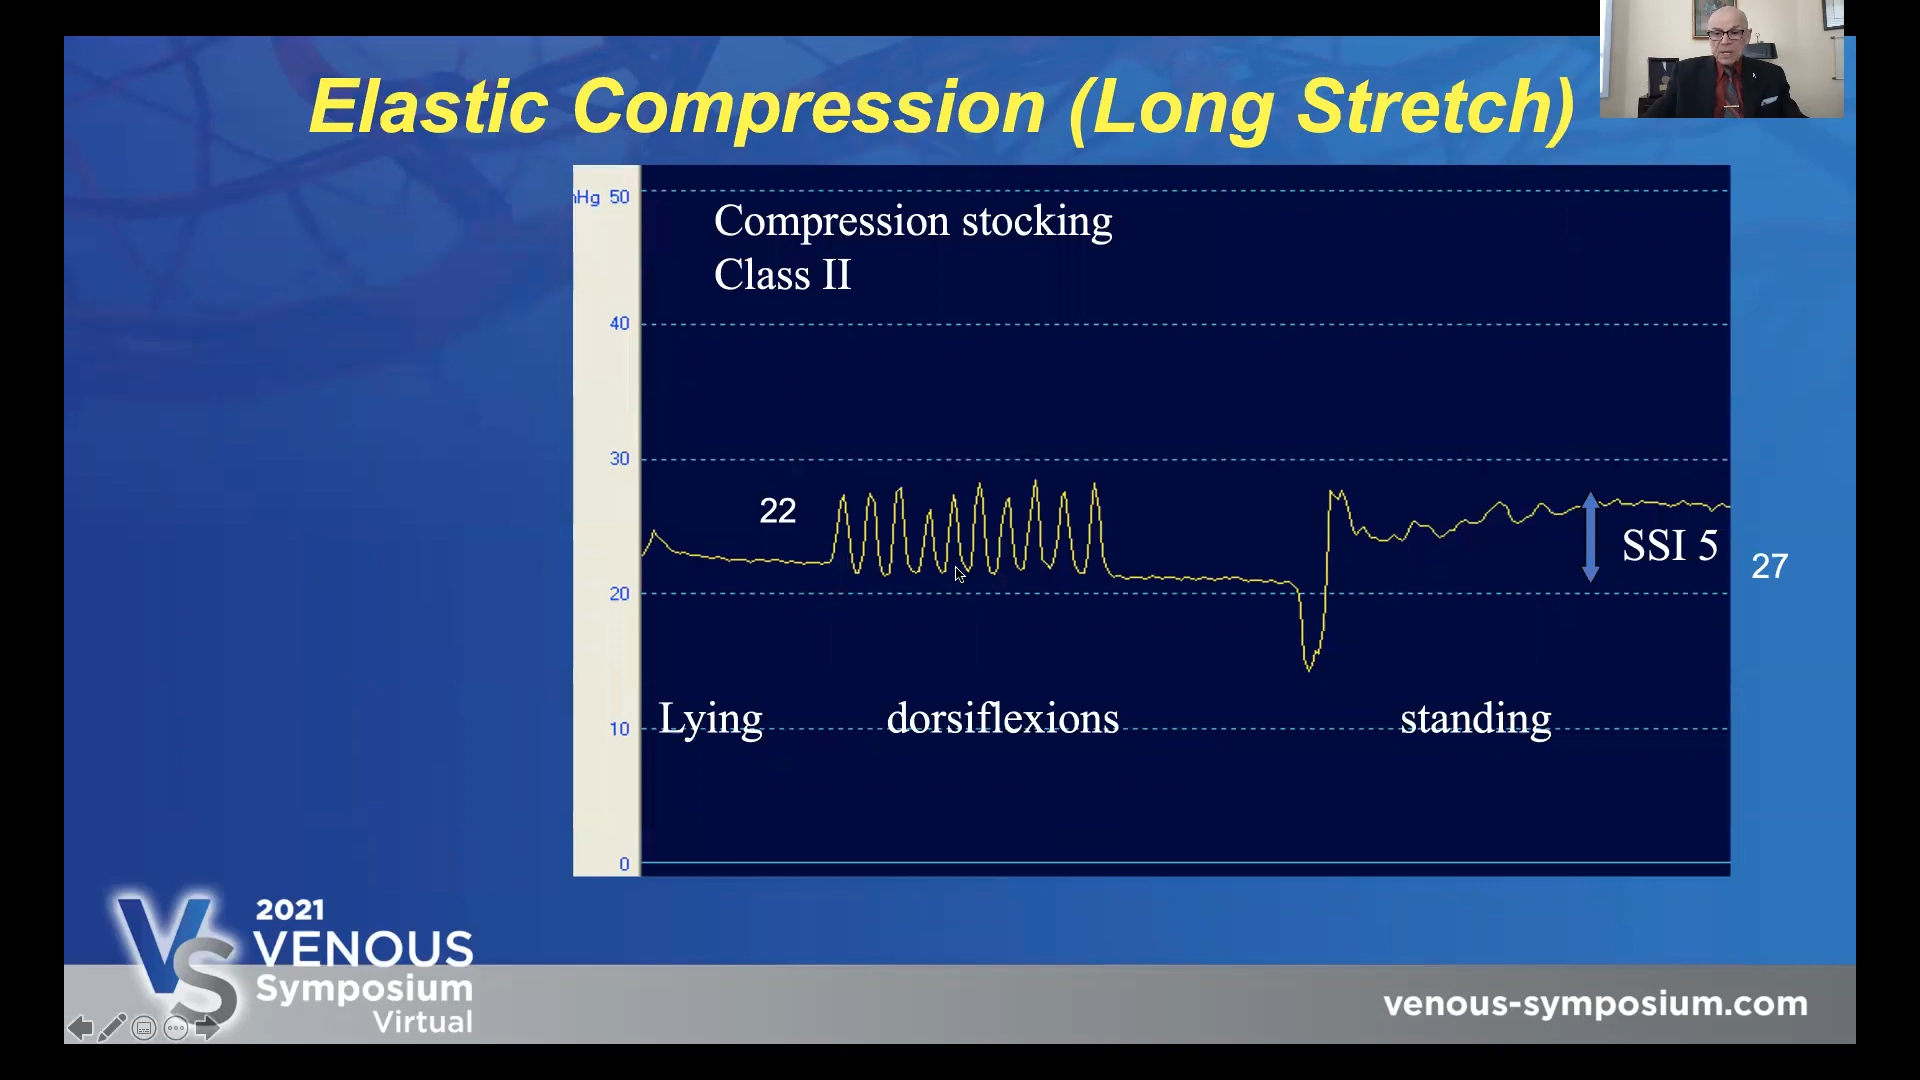 Elastic Compression (Long Stretch)
Hg 50
Compression stocking
Class II
40
30
22
SSI 5
27
20
Lying
dorsiflexions
standing
10
0
VS
2021
VENOUS
Symposium
Virtual
venous-symposium.com